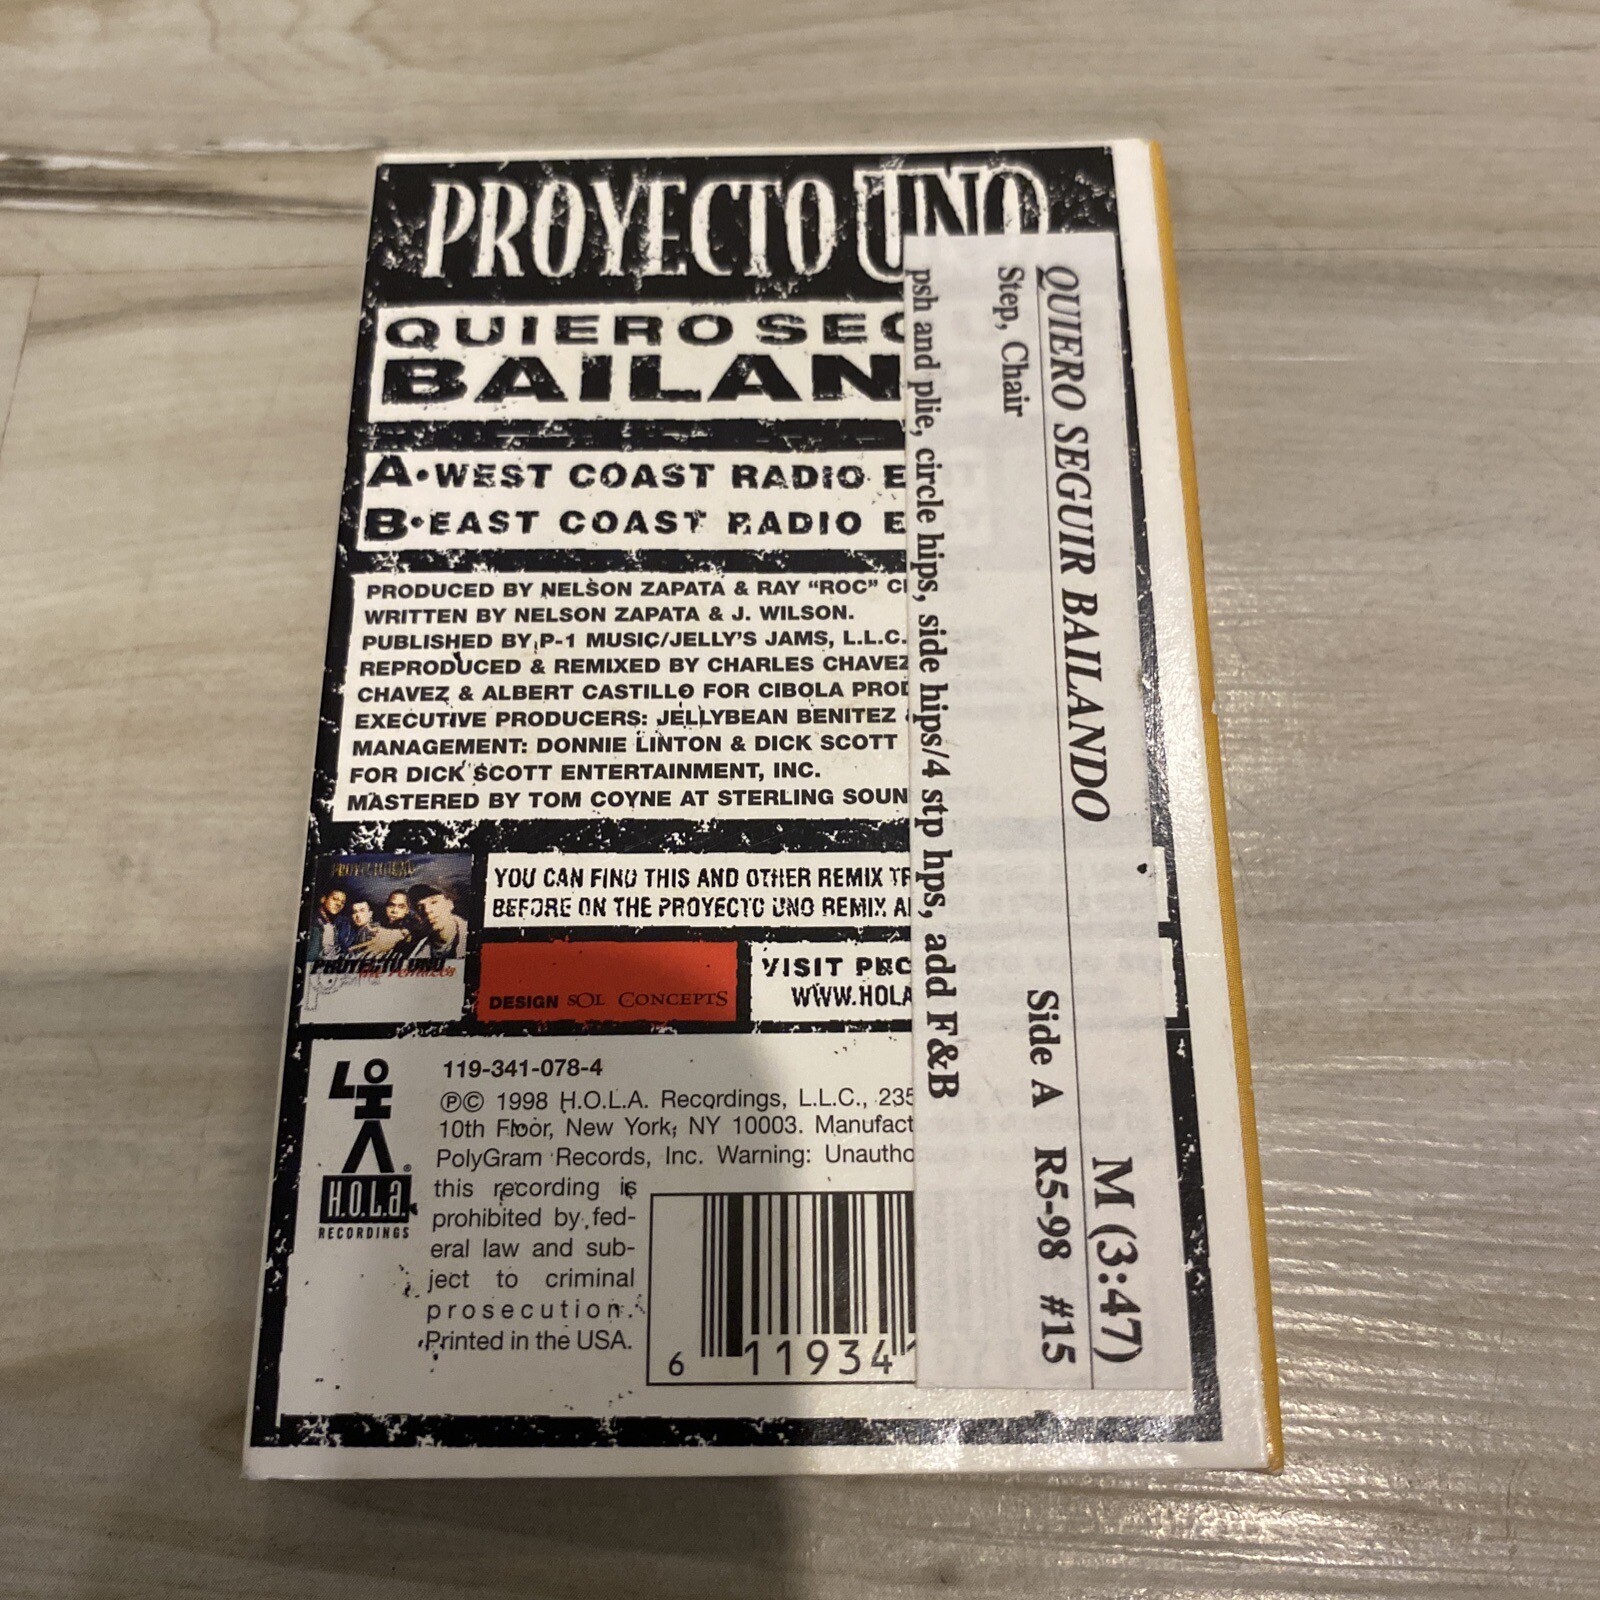 PROYECTO UNO
QUIERO SEG
BAILAN
A•WEST COAST RADIO E
B•EAST COAST RADIO E
PRODUCED BY NELSON ZAPATA & RAY "ROC" C
WRITTEN BY NELSON ZAPATA & J. WILSON.
PUBLISHED BY P-1 MUSIC/JELLY'S JAMS, L.L.C.
REPRODUCED & REMIXED BY CHARLES CHAVEZ
CHAVEZ & ALBERT CASTILLO FOR CIBOLA PROD
EXECUTIVE PRODUCERS: JELLYBEAN BENITEZ
MANAGEMENT: DONNIE LINTON & DICK SCOTT
FOR DICK SCOTT ENTERTAINMENT, INC.
MASTERED BY TOM COYNE AT STERLING SOUN
PROYECTO UNO
PROYECTO UNO
the remixes
YOU CAN FIND THIS AND OTHER REMIX TR
BEFORE ON THE PROYECTO UNO REMIX A
DESIGN SOL CONCEPTS
VISIT PRO
WWW.HOLA
119-341-078-4
℗© 1998 H.O.L.A. Recordings, L.L.C., 235
10th Floor, New York, NY 10003. Manufact
PolyGram Records, Inc. Warning: Unautho
this recording is
prohibited by fed-
eral law and sub-
ject to criminal
prosecution.
Printed in the USA.
H.O.L.a.®
RECORDINGS
6 11934
QUIERO SEGUIR BAILANDO M (3:47)
Step, Chair Side A R5-98 #15
psh and plie, circle hips, side hips/4 stp hps, add F&B